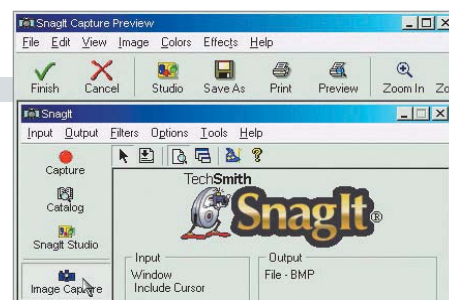 SnagIt Capture Preview
File Edit View Image Colors Effects Help
Finish Cancel Studio Save As Print Preview Zoom In Zo
SnagIt
Input Output Filters Options Tools Help
Capture
Catalog
SnagIt Studio
Image Capture
TechSmith
SnagIt®
Input
Window
Include Cursor
Output
File - BMP